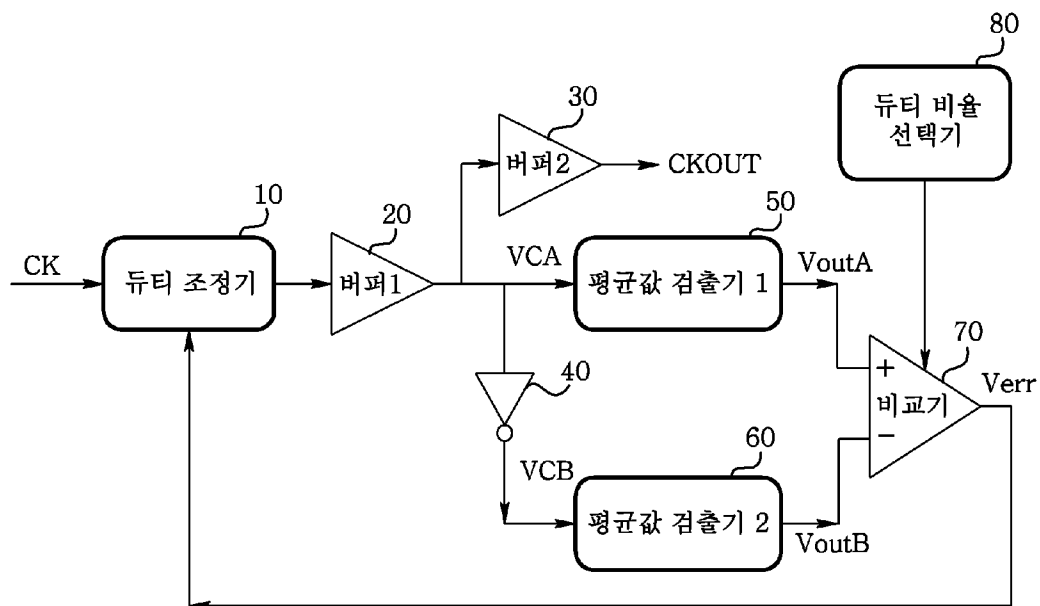 80
듀티 비율
선택기
30
버퍼2
CKOUT
10
20
50
CK
듀티 조정기
버퍼1
VCA
평균값 검출기 1
VoutA
70
40
+
비교기
−
Verr
60
VCB
평균값 검출기 2
VoutB